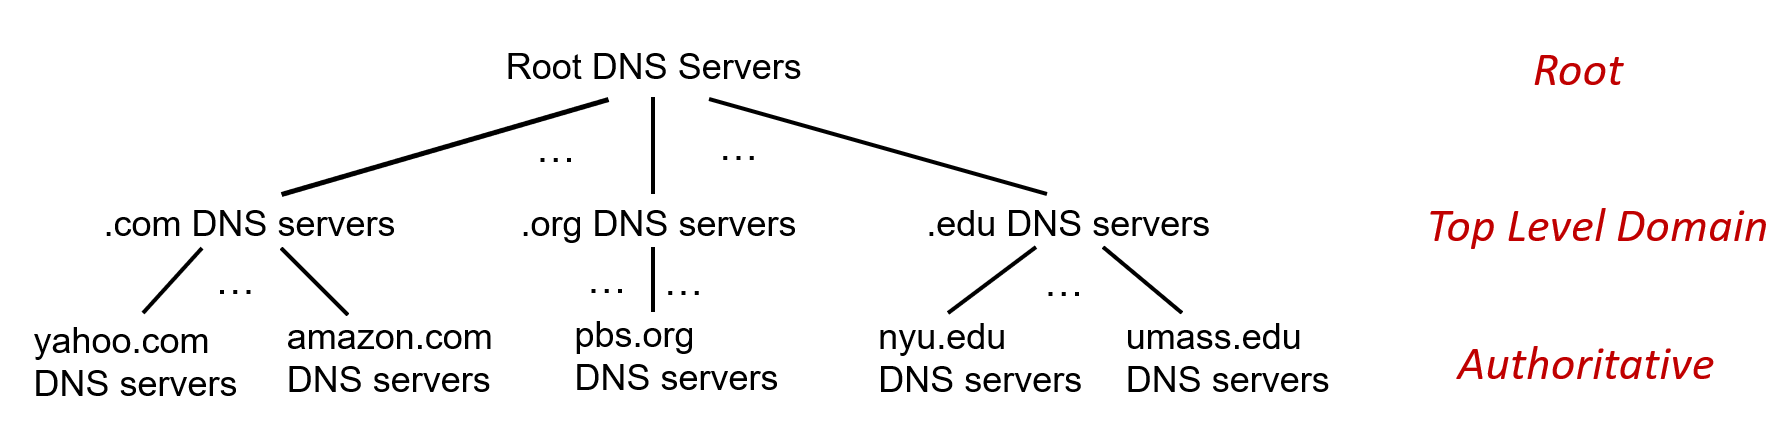 Root DNS Servers
Root
… …
.com DNS servers .org DNS servers .edu DNS servers
Top Level Domain
… … … …
yahoo.com
DNS servers
amazon.com
DNS servers
pbs.org
DNS servers
nyu.edu
DNS servers
umass.edu
DNS servers
Authoritative